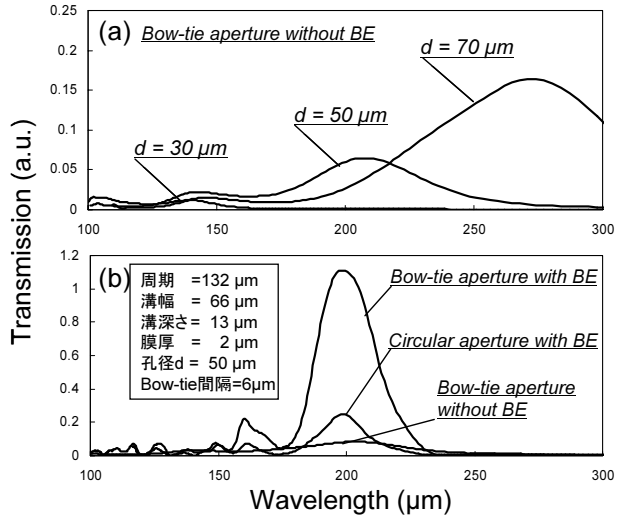 0.25
(a) Bow-tie aperture without BE
0.2
d = 70 µm
0.15
d = 50 µm
0.1
d = 30 µm
0.05
0
100 150 200 250 300
Transmission (a.u.)
(b)
1.2
1
0.8
0.6
0.4
0.2
0
周期 =132 µm
溝幅 = 66 µm
溝深さ= 13 µm
膜厚 = 2 µm
孔径d = 50 µm
Bow-tie間隔=6µm
Bow-tie aperture with BE
Circular aperture with BE
Bow-tie aperture
without BE
100 150 200 250 300
Wavelength (µm)